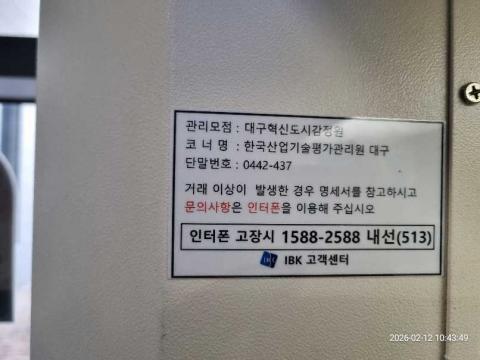 관리모점 : 대구혁신도시감정원
코 너 명 : 한국산업기술평가관리원 대구
단말번호 : 0442-437
거래 이상이 발생한 경우 명세서를 참고하시고
문의사항은 인터폰을 이용해 주십시오
인터폰 고장시 1588-2588 내선(513)
IBK 고객센터
2026-02-12 10:43:49